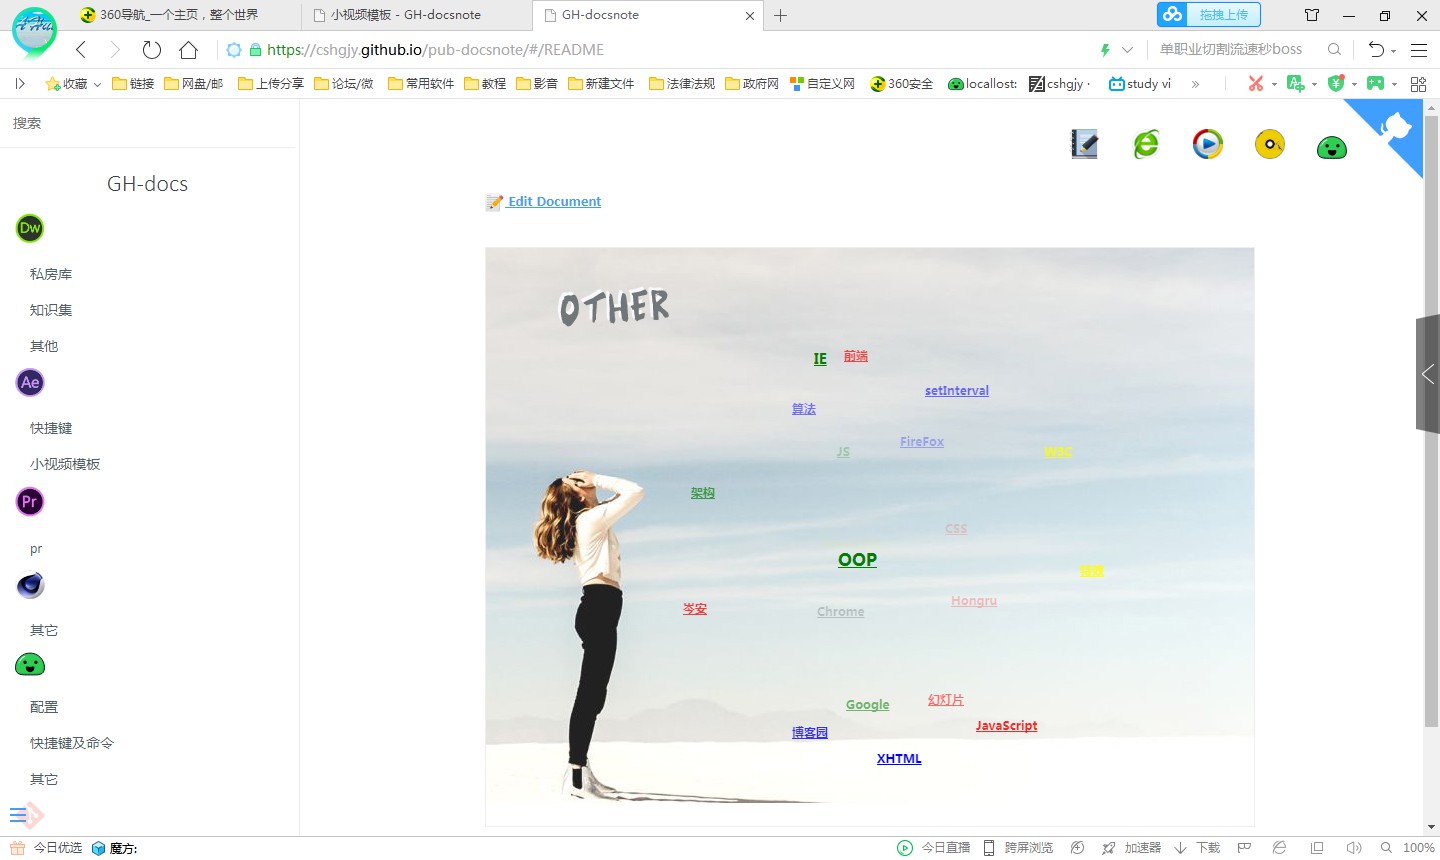 360导航_一个主页，整个世界
小视频模板 - GH-docsnote
GH-docsnote
拖拽上传
https://cshgjy.github.io/pub-docsnote/#/README
单职业切割流速秒boss
收藏 链接 网盘/邮 上传分享 论坛/微 常用软件 教程 影音 新建文件 法律法规 政府网 自定义网 360安全 locallost: cshgjy · study vi »
搜索
GH-docs
Dw
私房库
知识集
其他
Ae
快捷键
小视频模板
Pr
pr
其它
配置
快捷键及命令
其它
Edit Document
OTHER
IE
前端
setInterval
算法
FireFox
JS
W3C
架构
CSS
OOP
岑安
Hongru
Chrome
Google
幻灯片
JavaScript
博客园
XHTML
今日优选
魔方:
今日直播
跨屏浏览
加速器
下载
100%